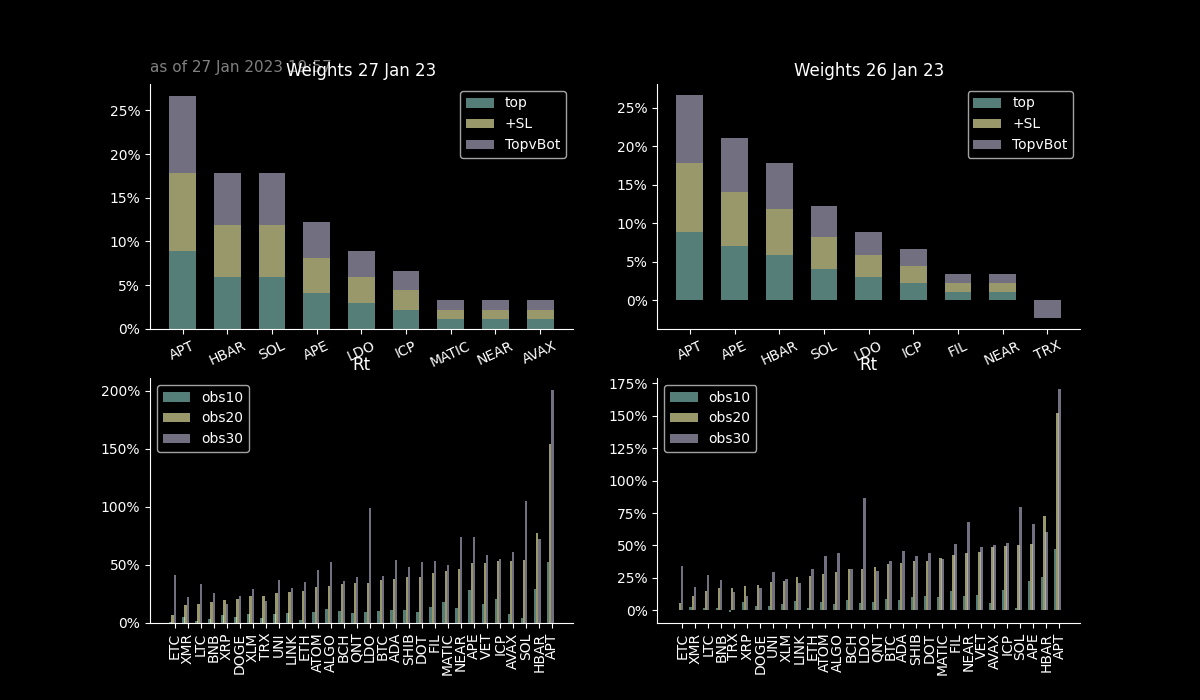 as of 27 Jan 2023
Weights 27 Jan 23
25%
20%
15%
10%
5%
0%
top
+SL
TopvBot
APT HBAR SOL APE LDO ICP MATIC NEAR AVAX
Weights 26 Jan 23
25%
20%
15%
10%
5%
0%
top
+SL
TopvBot
APT APE HBAR SOL LDO ICP FIL NEAR TRX
Rt
200%
150%
100%
50%
0%
obs10
obs20
obs30
ETC XMR LTC BNB XRP DOGE XLM TRX UNI LINK ETH ATOM ALGO BCH QNT LDO BTC ADA SHIB DOT FIL MATIC NEAR APE VET ICP AVAX SOL HBAR APT
Rt
175%
150%
125%
100%
75%
50%
25%
0%
obs10
obs20
obs30
ETC XMR LTC BNB TRX XRP DOGE UNI XLM LINK ETH ATOM ALGO BCH LDO QNT BTC ADA SHIB DOT MATIC FIL NEAR VET AVAX ICP SOL APE HBAR APT